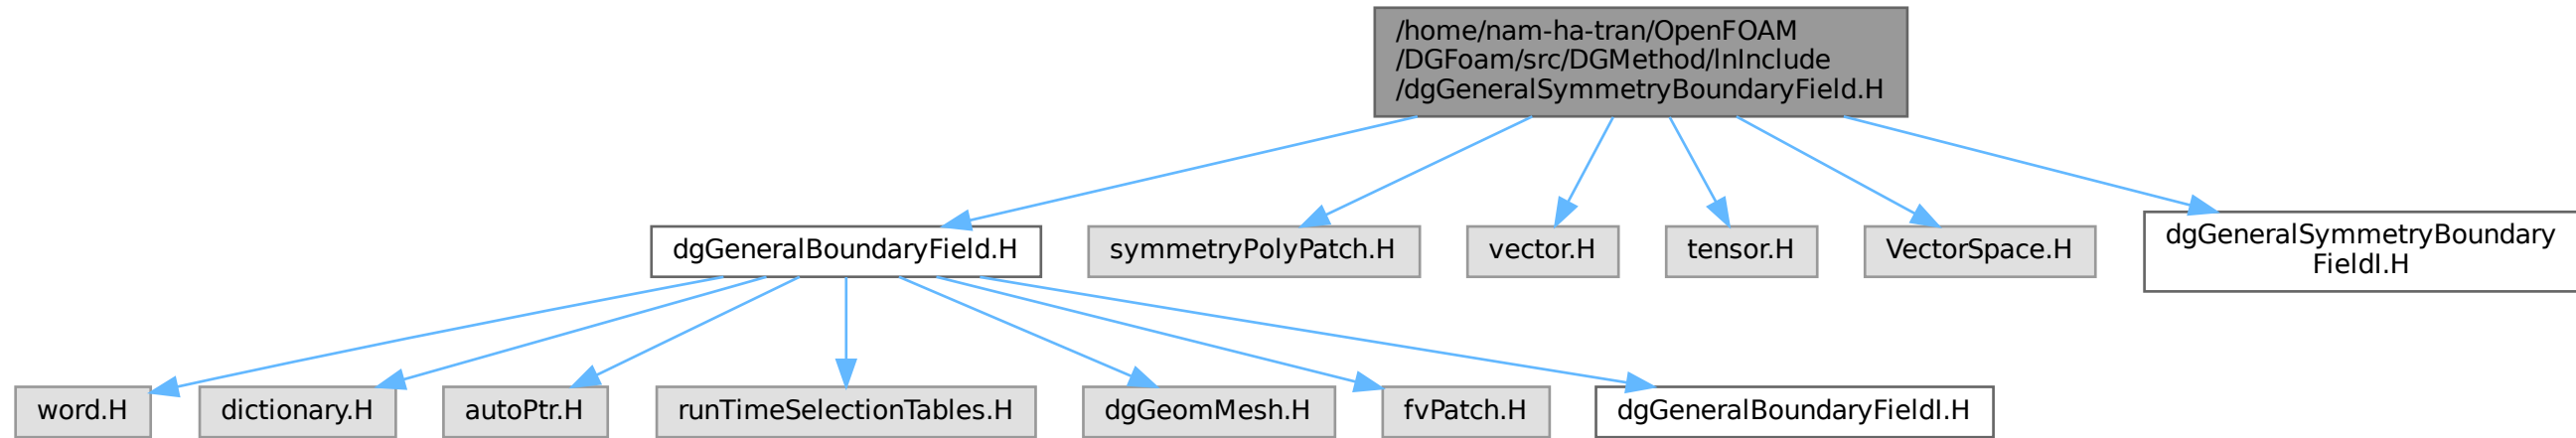 /home/nam-ha-tran/OpenFOAM
/DGFoam/src/DGMethod/lnInclude
/dgGeneralSymmetryBoundaryField.H
dgGeneralBoundaryField.H
symmetryPolyPatch.H
vector.H
tensor.H
VectorSpace.H
dgGeneralSymmetryBoundary
FieldI.H
word.H
dictionary.H
autoPtr.H
runTimeSelectionTables.H
dgGeomMesh.H
fvPatch.H
dgGeneralBoundaryFieldI.H